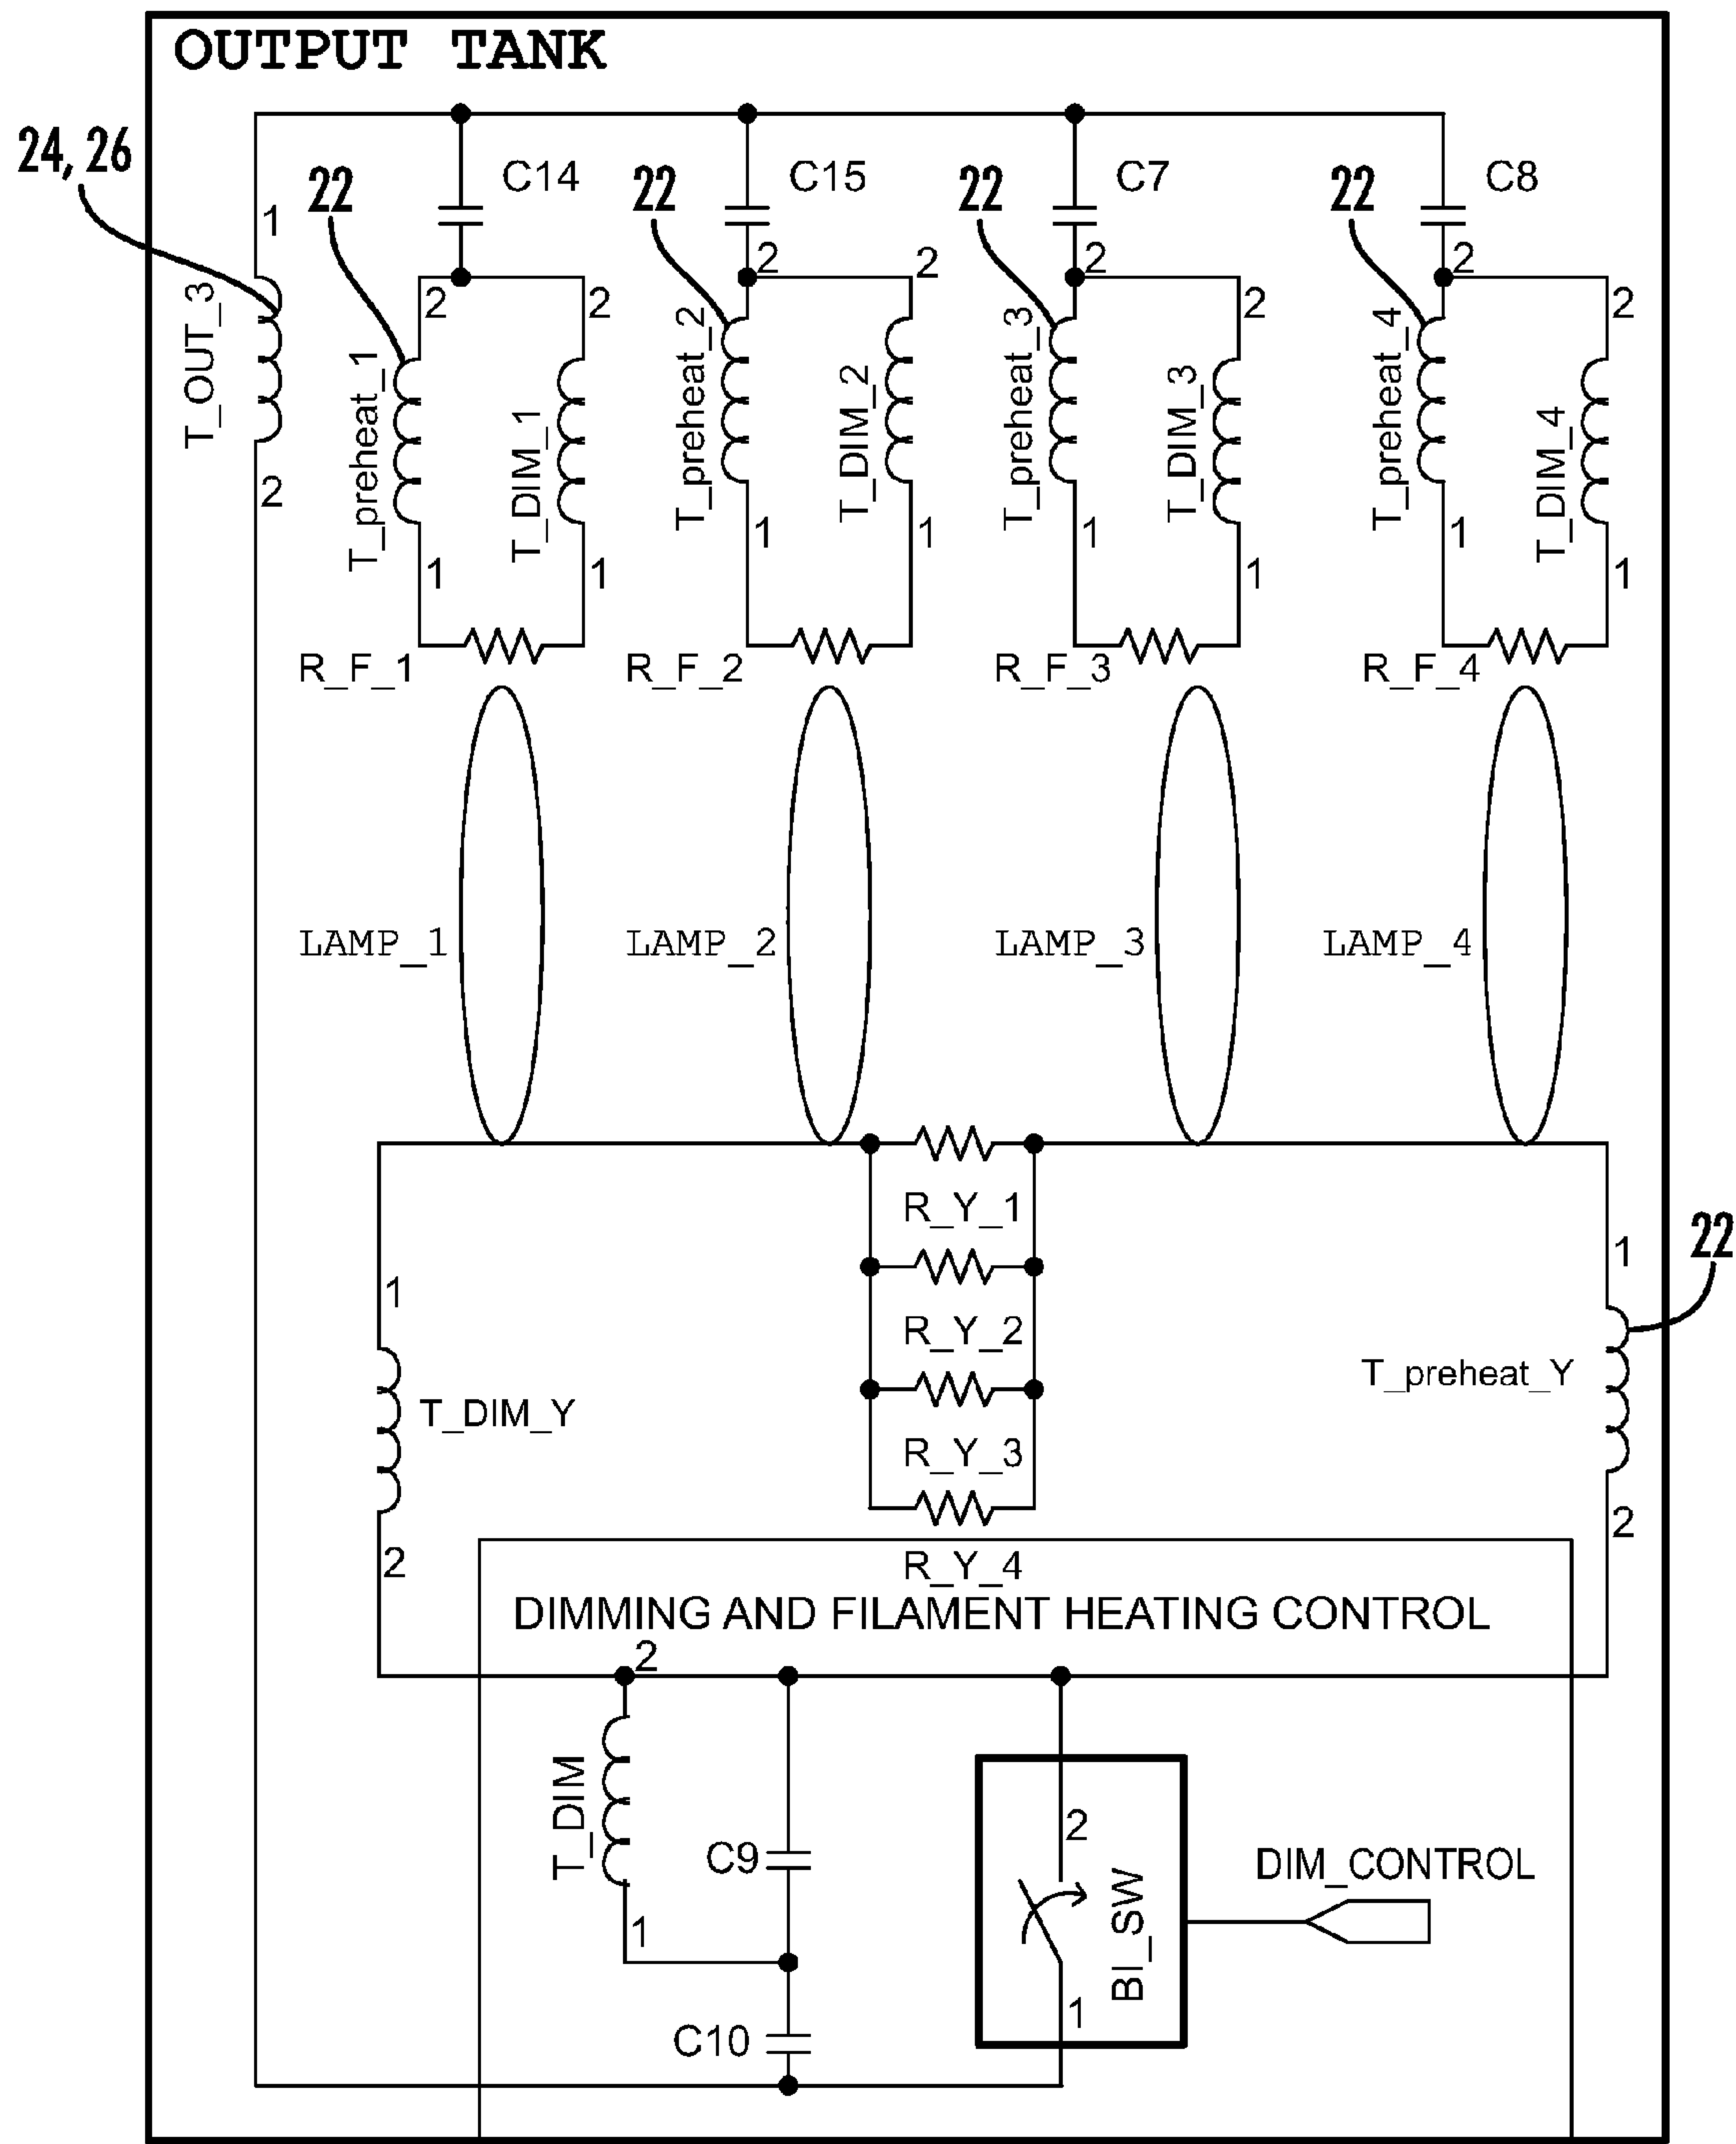 OUTPUT TANK
24, 26
1
22
C14
22
C15
22
C7
22
C8
2
2
2
2
2
2
2
2
T_OUT_3
2
T_preheat_1
T_DIM_1
T_preheat_2
T_DIM_2
T_preheat_3
T_DIM_3
T_preheat_4
T_DIM_4
1
1
1
1
1
1
1
1
R_F_1
R_F_2
R_F_3
R_F_4
LAMP_1
LAMP_2
LAMP_3
LAMP_4
R_Y_1
22
1
1
R_Y_2
T_preheat_Y
T_DIM_Y
R_Y_3
2
2
R_Y_4
DIMMING AND FILAMENT HEATING CONTROL
2
T_DIM
C9
2
DIM_CONTROL
BI_SW
1
1
C10